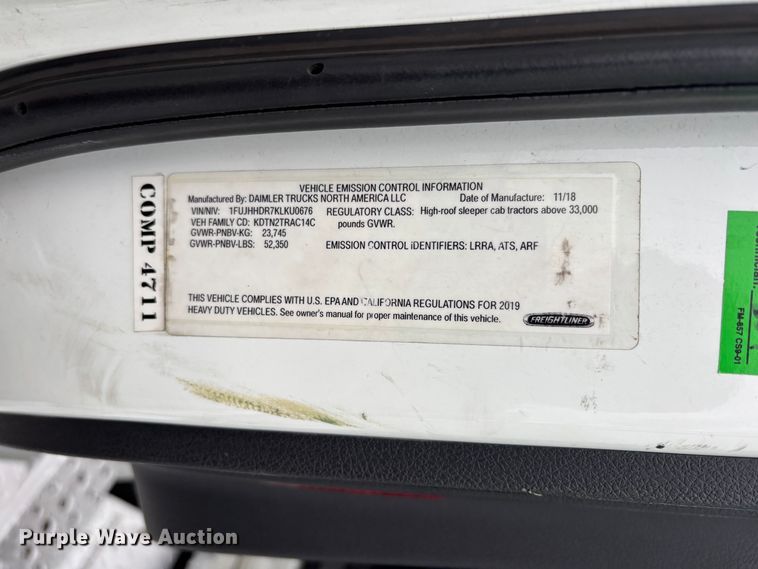 COMP 4711
VEHICLE EMISSION CONTROL INFORMATION
Manufactured By: DAIMLER TRUCKS NORTH AMERICA LLC Date of Manufacture: 11/18
VIN/NIV: 1FUJHHDR7KLKU0676 REGULATORY CLASS: High-roof sleeper cab tractors above 33,000
VEH FAMILY CD: KDTN2TRAC14C pounds GVWR.
GVWR-PNBV-KG: 23,745
GVWR-PNBV-LBS: 52,350 EMISSION CONTROL IDENTIFIERS: LRRA, ATS, ARF
THIS VEHICLE COMPLIES WITH U.S. EPA AND CALIFORNIA REGULATIONS FOR 2019
HEAVY DUTY VEHICLES. See owner's manual for proper maintenance of this vehicle.
FREIGHTLINER
FM-657 CS9-01
Purple Wave Auction